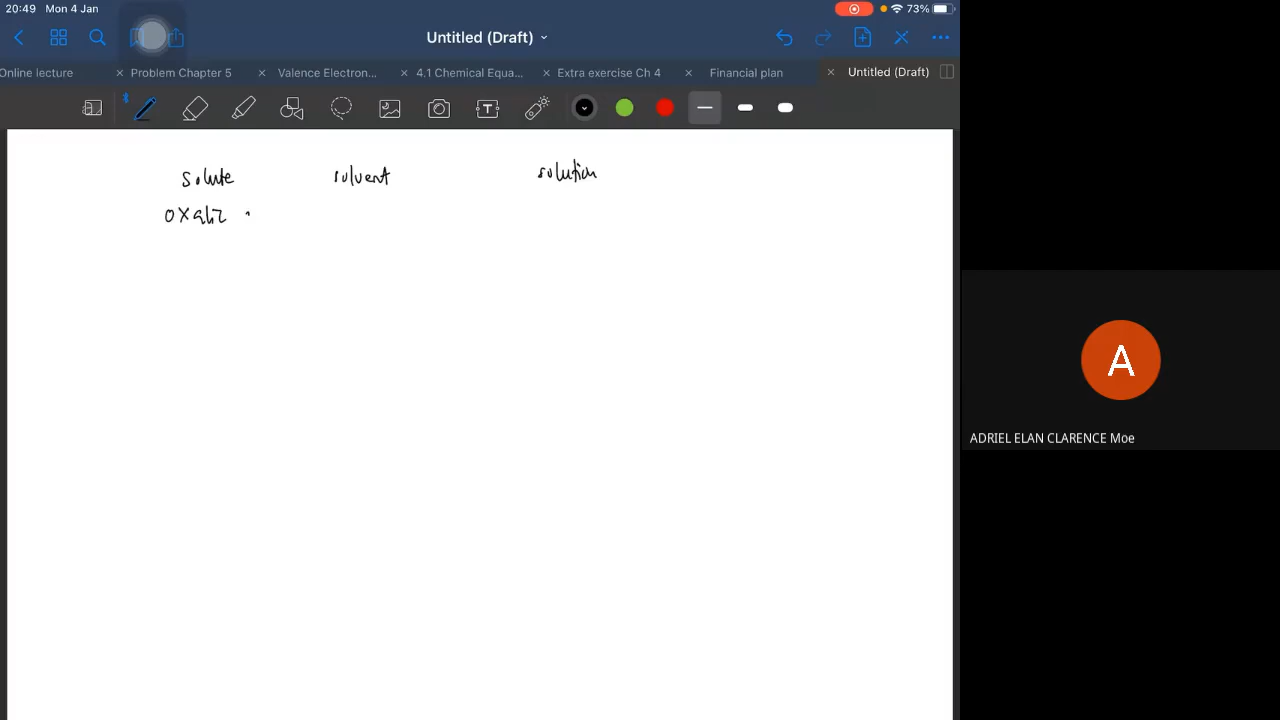 20:49 Mon 4 Jan 73%
Untitled (Draft)
Online lecture Problem Chapter 5 Valence Electron... 4.1 Chemical Equa... Extra exercise Ch 4 Financial plan Untitled (Draft)
solute solvent solution
oxalic
A
ADRIEL ELAN CLARENCE Moe